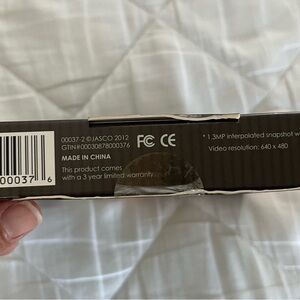 00037-2 © JASCO 2012
GTIN#00030878000376
MADE IN CHINA
This product comes
with a 3 year limited warranty
FC CE
* 1.3MP interpolated snapshot w
Video resolution: 640 x 480
00037 6